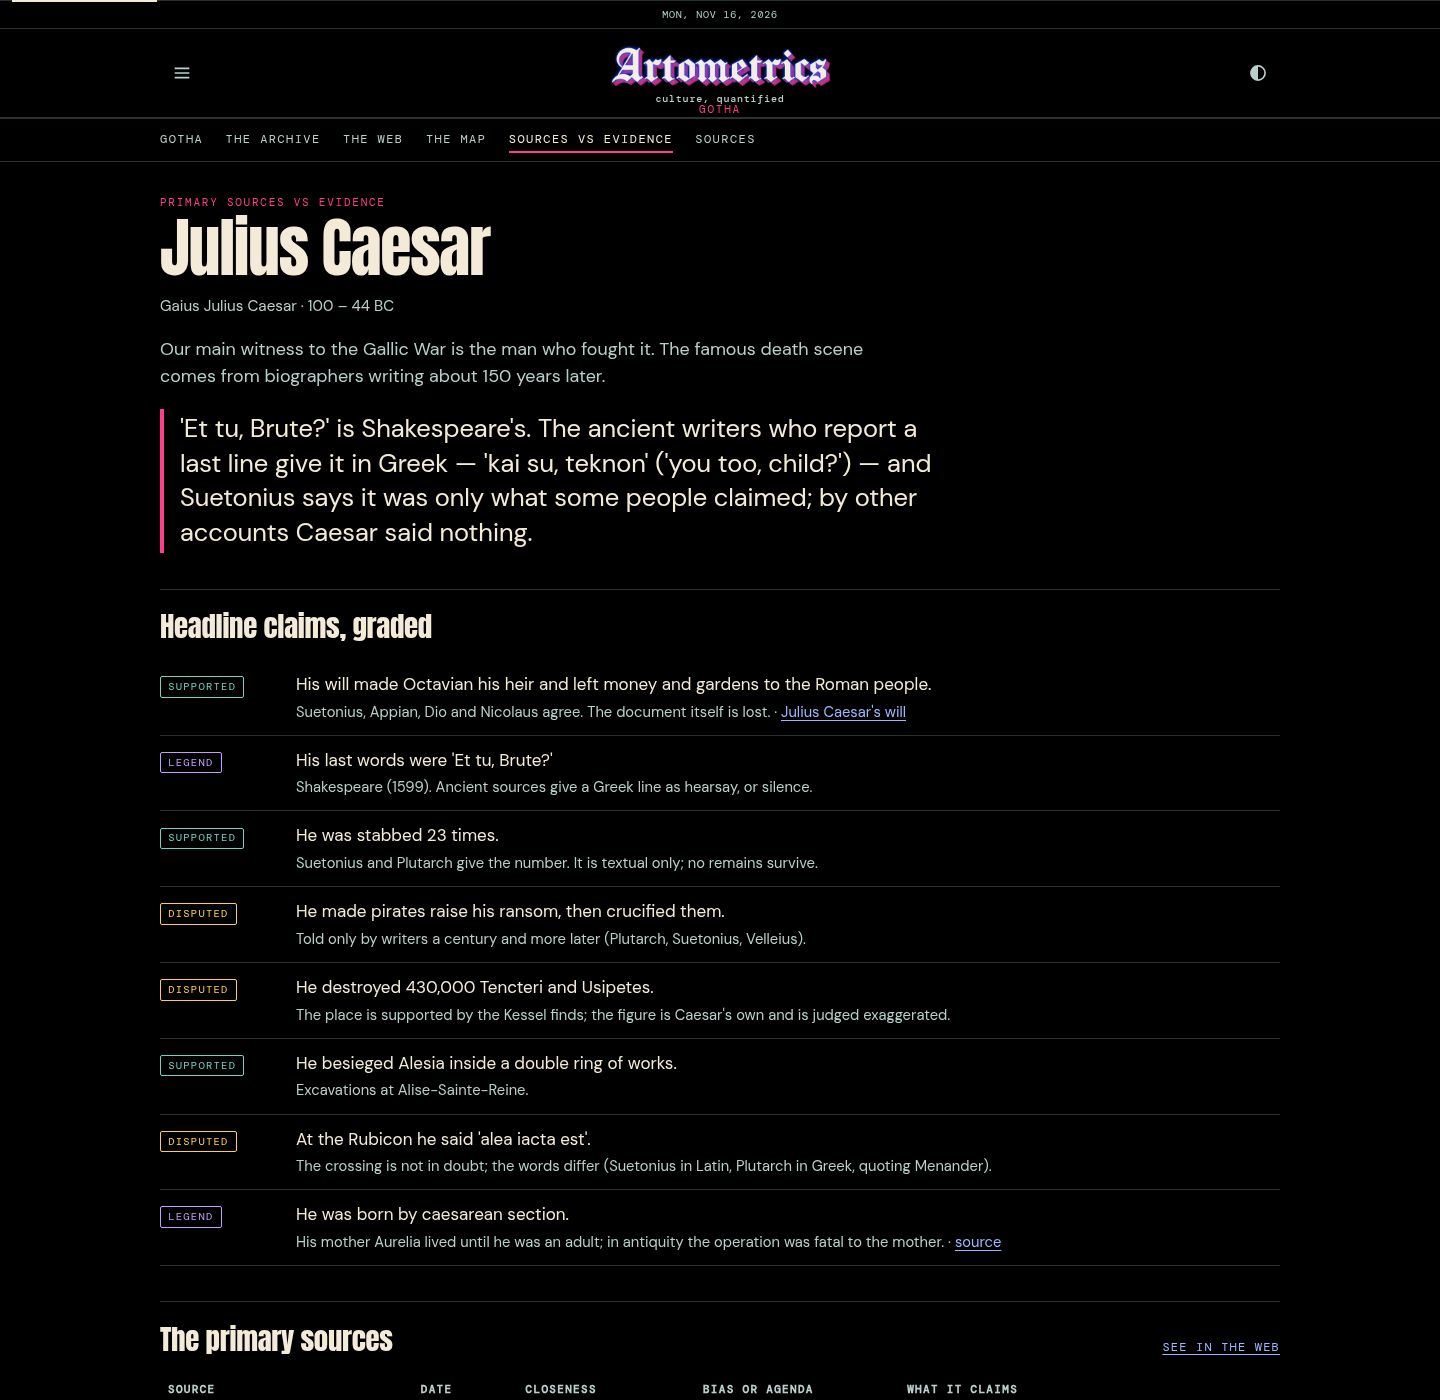 MON, NOV 16, 2026
Artometrics
culture, quantified
GOTHA
GOTHA THE ARCHIVE THE WEB THE MAP SOURCES VS EVIDENCE SOURCES
PRIMARY SOURCES VS EVIDENCE
Julius Caesar
Gaius Julius Caesar · 100 – 44 BC
Our main witness to the Gallic War is the man who fought it. The famous death scene
comes from biographers writing about 150 years later.
'Et tu, Brute?' is Shakespeare's. The ancient writers who report a
last line give it in Greek — 'kai su, teknon' ('you too, child?') — and
Suetonius says it was only what some people claimed; by other
accounts Caesar said nothing.
Headline claims, graded
SUPPORTED His will made Octavian his heir and left money and gardens to the Roman people.
Suetonius, Appian, Dio and Nicolaus agree. The document itself is lost. · Julius Caesar's will
LEGEND His last words were 'Et tu, Brute?'
Shakespeare (1599). Ancient sources give a Greek line as hearsay, or silence.
SUPPORTED He was stabbed 23 times.
Suetonius and Plutarch give the number. It is textual only; no remains survive.
DISPUTED He made pirates raise his ransom, then crucified them.
Told only by writers a century and more later (Plutarch, Suetonius, Velleius).
DISPUTED He destroyed 430,000 Tencteri and Usipetes.
The place is supported by the Kessel finds; the figure is Caesar's own and is judged exaggerated.
SUPPORTED He besieged Alesia inside a double ring of works.
Excavations at Alise-Sainte-Reine.
DISPUTED At the Rubicon he said 'alea iacta est'.
The crossing is not in doubt; the words differ (Suetonius in Latin, Plutarch in Greek, quoting Menander).
LEGEND He was born by caesarean section.
His mother Aurelia lived until he was an adult; in antiquity the operation was fatal to the mother. · source
The primary sources SEE IN THE WEB
SOURCE DATE CLOSENESS BIAS OR AGENDA WHAT IT CLAIMS